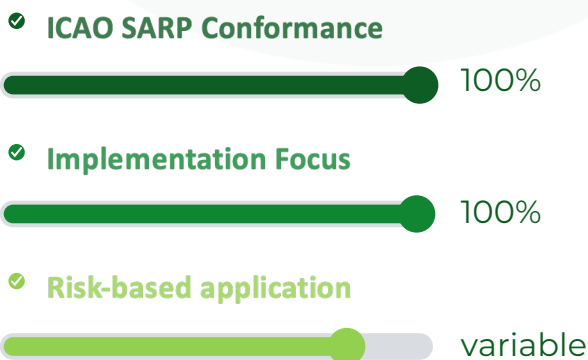 ICAO SARP Conformance
100%
Implementation Focus
100%
Risk-based application
variable